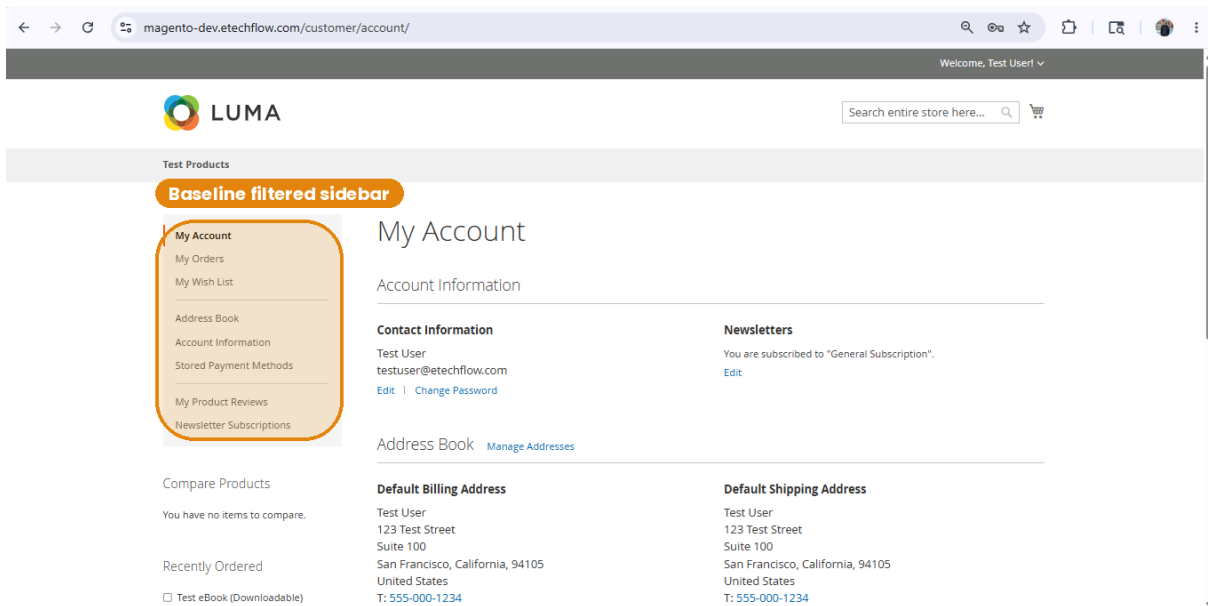 magento-dev.etechflow.com/customer/account/
Welcome, Test User!
LUMA
Search entire store here...
Test Products
Baseline filtered sidebar
My Account
My Orders
My Wish List
Address Book
Account Information
Stored Payment Methods
My Product Reviews
Newsletter Subscriptions
Compare Products
You have no items to compare.
Recently Ordered
Test eBook (Downloadable)
My Account
Account Information
Contact Information
Test User
testuser@etechflow.com
Edit | Change Password
Newsletters
You are subscribed to "General Subscription".
Edit
Address Book Manage Addresses
Default Billing Address
Test User
123 Test Street
Suite 100
San Francisco, California, 94105
United States
T: 555-000-1234
Default Shipping Address
Test User
123 Test Street
Suite 100
San Francisco, California, 94105
United States
T: 555-000-1234